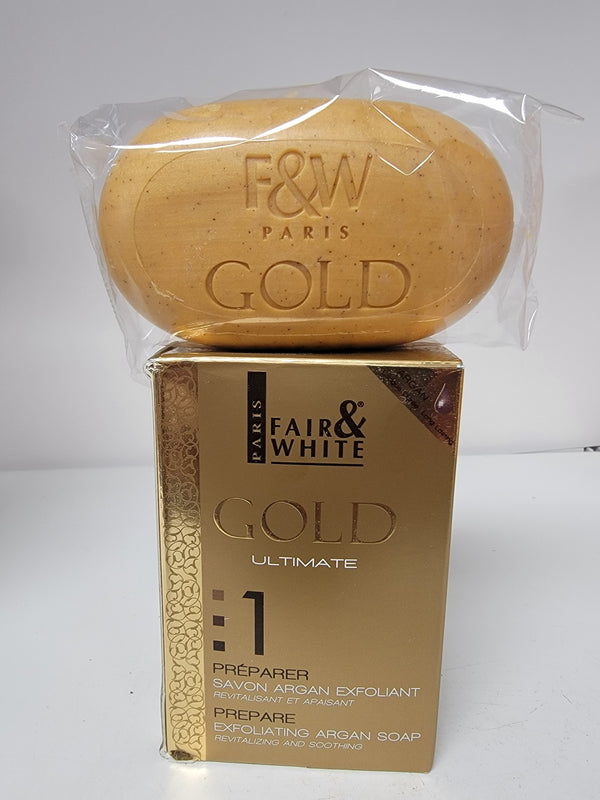 F&W
PARIS
GOLD
PARIS
FAIR &®
WHITE
ARGAN
GOLD
ULTIMATE
1
PRÉPARER
SAVON ARGAN EXFOLIANT
REVITALISANT ET APAISANT
PREPARE
EXFOLIATING ARGAN SOAP
REVITALIZING AND SOOTHING